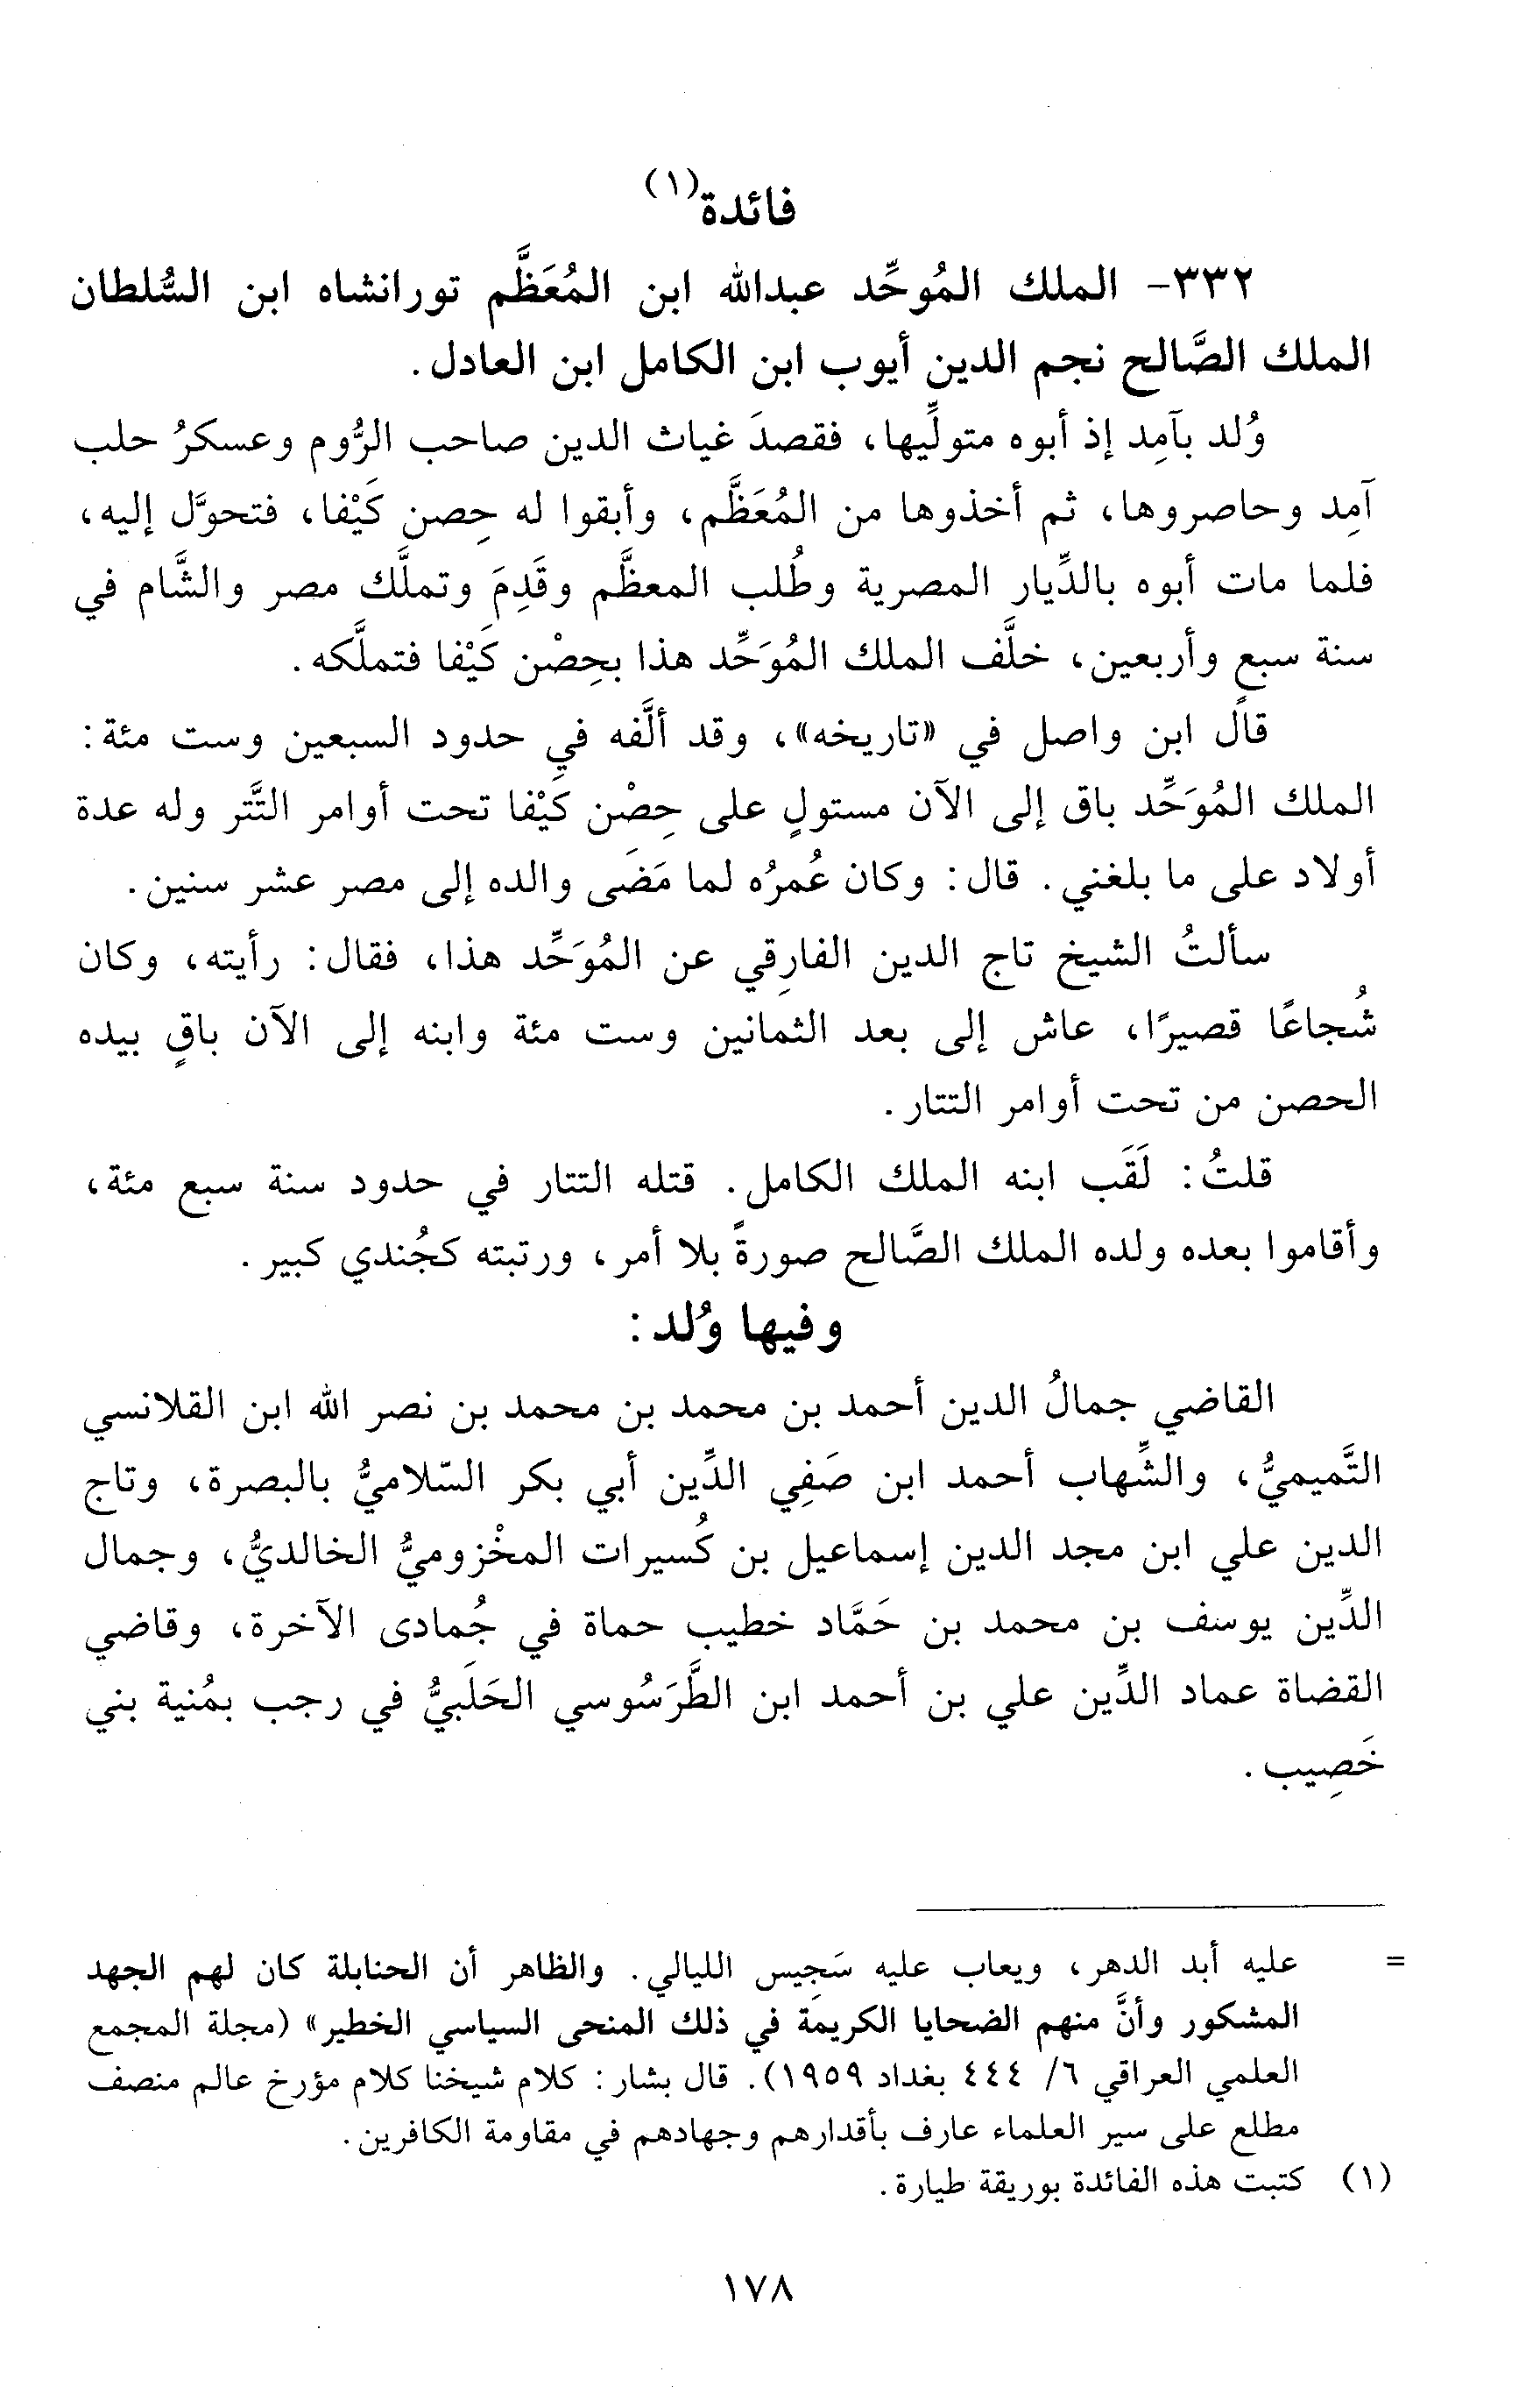 فائدة(١)
٣٣٢- الملك المُوحِّد عبدالله ابن المُعَظَّم تورانشاه ابن السُّلطان
الملك الصَّالح نجم الدين أيوب ابن الكامل ابن العادل.
وُلد بآمِد إذ أبوه متولِّيها، فقصدَ غياث الدين صاحب الرُّوم وعسكرُ حلب
آمِد وحاصروها، ثم أخذوها من المُعَظَّم، وأبقوا له حِصن كَيْفا، فتحوَّل إليه،
فلما مات أبوه بالدِّيار المصرية وطُلب المعظَّم وقَدِمَ وتملَّك مصر والشَّام في
سنة سبع وأربعين، خلَّف الملك المُوَحِّد هذا بحِصْن كَيْفا فتملَّكه.
قال ابن واصل في «تاريخه»، وقد ألَّفه في حدود السبعين وست مئة:
الملك المُوَحِّد باق إلى الآن مستولٍ على حِصْن كَيْفا تحت أوامر التَّتر وله عدة
أولاد على ما بلغني. قال: وكان عُمرُه لما مَضَى والده إلى مصر عشر سنين.
سألتُ الشيخ تاج الدين الفارِقي عن المُوَحِّد هذا، فقال: رأيته، وكان
شُجاعًا قصيرًا، عاش إلى بعد الثمانين وست مئة وابنه إلى الآن باقٍ بيده
الحصن من تحت أوامر التتار.
قلتُ: لَقَب ابنه الملك الكامل. قتله التتار في حدود سنة سبع مئة،
وأقاموا بعده ولده الملك الصَّالح صورةً بلا أمر، ورتبته كجُندي كبير.
وفيها وُلد:
القاضي جمالُ الدين أحمد بن محمد بن محمد بن نصر الله ابن القلانسي
التَّميميُّ، والشِّهاب أحمد ابن صَفِي الدِّين أبي بكر السّلاميُّ بالبصرة، وتاج
الدين علي ابن مجد الدين إسماعيل بن كُسيرات المخْزوميُّ الخالديُّ، وجمال
الدِّين يوسف بن محمد بن حَمَّاد خطيب حماة في جُمادى الآخرة، وقاضي
القضاة عماد الدِّين علي بن أحمد ابن الطَّرَسُوسي الحَلَبيُّ في رجب بمُنية بني
خَصِيب.
= عليه أبد الدهر، ويعاب عليه سَجِيس الليالي. والظاهر أن الحنابلة كان لهم الجهد
المشكور وأنَّ منهم الضحايا الكريمة في ذلك المنحى السياسي الخطير» (مجلة المجمع
العلمي العراقي ٦/ ٤٤٤ بغداد ١٩٥٩). قال بشار: كلام شيخنا كلام مؤرخ عالم منصف
مطلع على سير العلماء عارف بأقدارهم وجهادهم في مقاومة الكافرين.
(١) كتبت هذه الفائدة بوريقة طيارة.
١٧٨